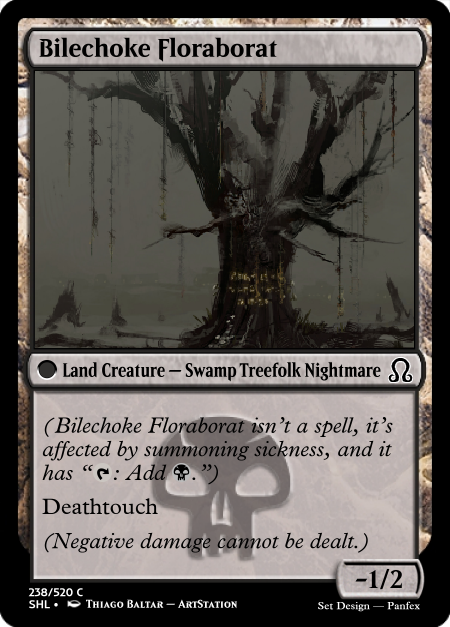 Bilechoke Floraborat
Land Creature — Swamp Treefolk Nightmare
(Bilechoke Floraborat isn't a spell, it's
affected by summoning sickness, and it
has “: Add .”)
Deathtouch
(Negative damage cannot be dealt.)
-1/2
238/520 C
SHL • Thiago Baltar — ArtStation
Set Design — Panfex